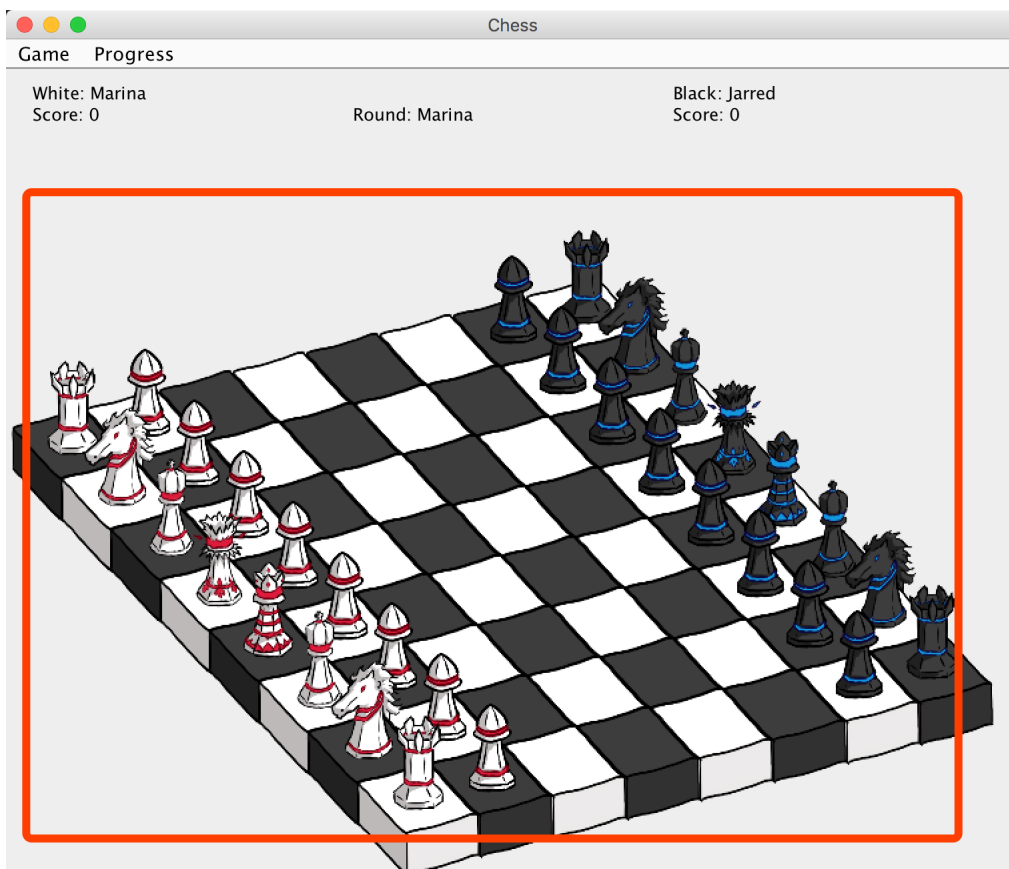 Chess
Game Progress
White: Marina
Score: 0
Round: Marina
Black: Jarred
Score: 0